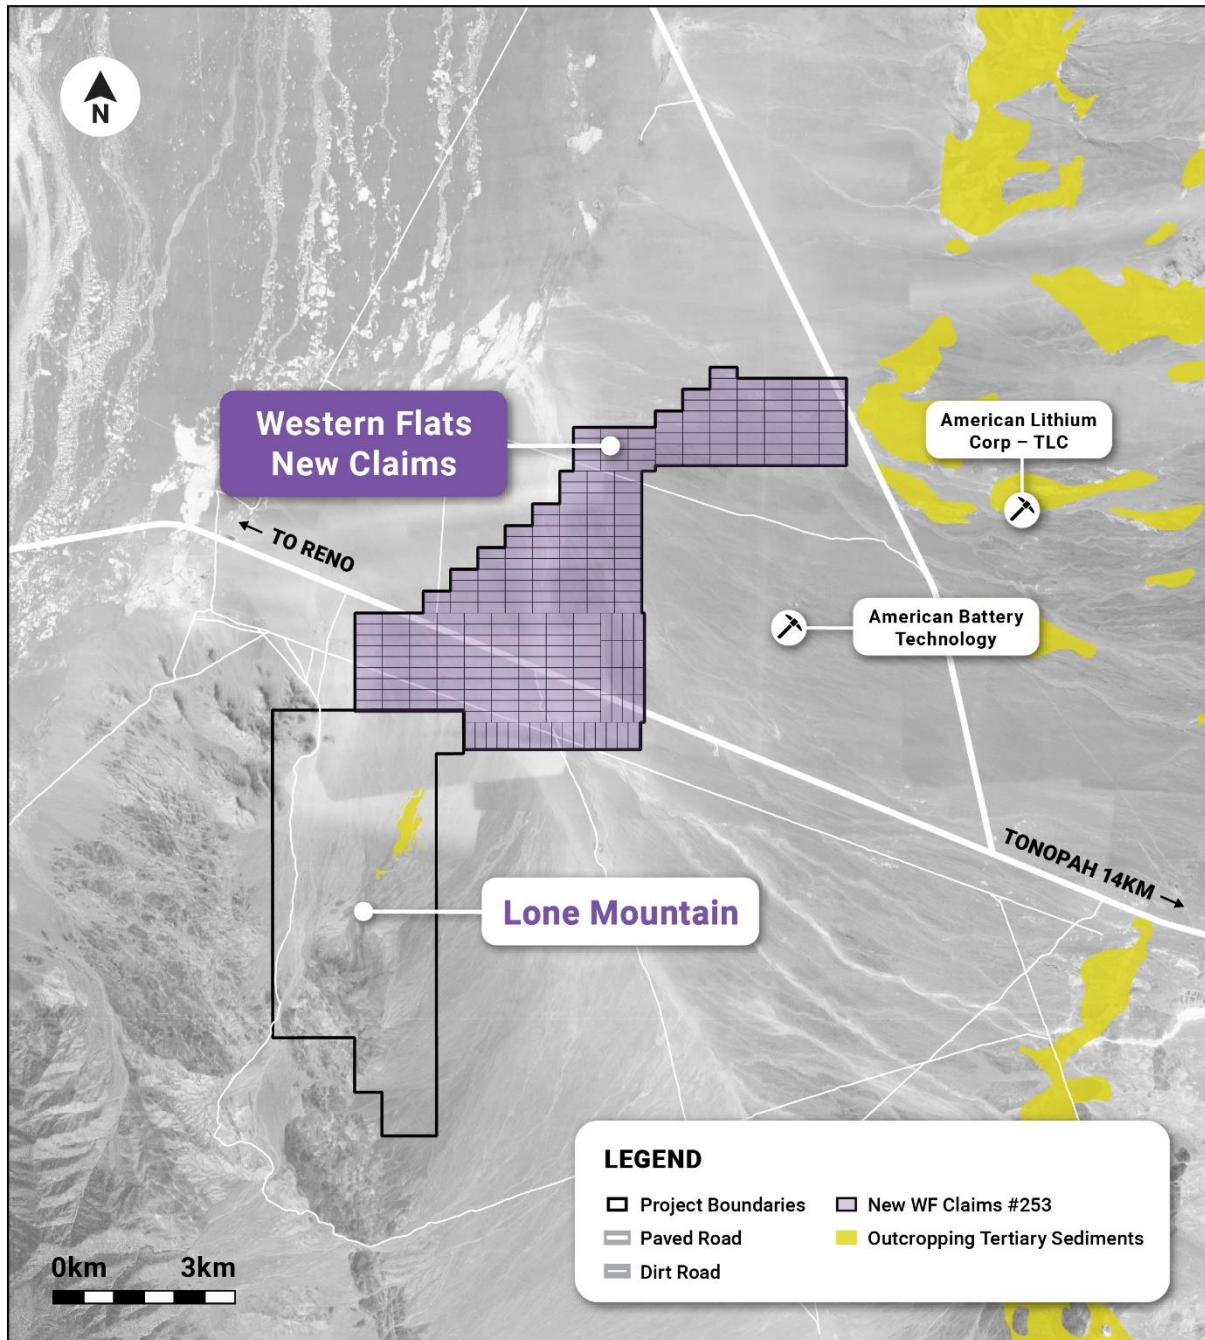 N
Western Flats
New Claims
American Lithium
Corp – TLC
← TO RENO
American Battery
Technology
TONOPAH 14KM →
Lone Mountain
LEGEND
Project Boundaries
New WF Claims #253
Paved Road
Outcropping Tertiary Sediments
Dirt Road
0km 3km